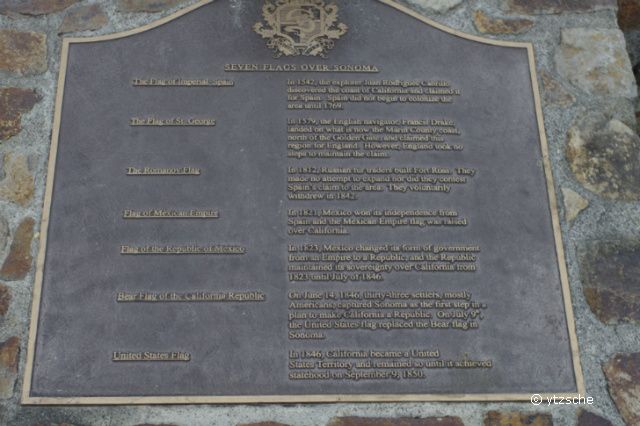 SEVEN FLAGS OVER SONOMA
The Flag of Imperial Spain
In 1542, the explorer Juan Rodriguez Cabrillo
discovered the coast of California and claimed it
for Spain. Spain did not begin to colonize the
area until 1769.
The Flag of St. George
In 1579, the English navigator, Francis Drake,
landed on what is now the Marin County coast,
north of the Golden Gate, and claimed this
region for England. However, England took no
steps to maintain the claim.
The Romanov Flag
In 1812, Russian fur traders built Fort Ross. They
made no attempt to expand nor did they contest
Spain's claim to the area. They voluntarily
withdrew in 1842.
Flag of Mexican Empire
In 1821, Mexico won its independence from
Spain and the Mexican Empire flag was raised
over California.
Flag of the Republic of Mexico
In 1823, Mexico changed its form of government
from an Empire to a Republic, and the Republic
maintained its sovereignty over California from
1823 until July of 1846.
Bear Flag of the California Republic
On June 14, 1846, thirty-three settlers, mostly
Americans, captured Sonoma as the first step in a
plan to make California a Republic. On July 9th,
the United States flag replaced the Bear flag in
Sonoma.
United States Flag
In 1846, California became a United
States Territory and remained so until it achieved
statehood on September 9, 1850.
© ytzsche